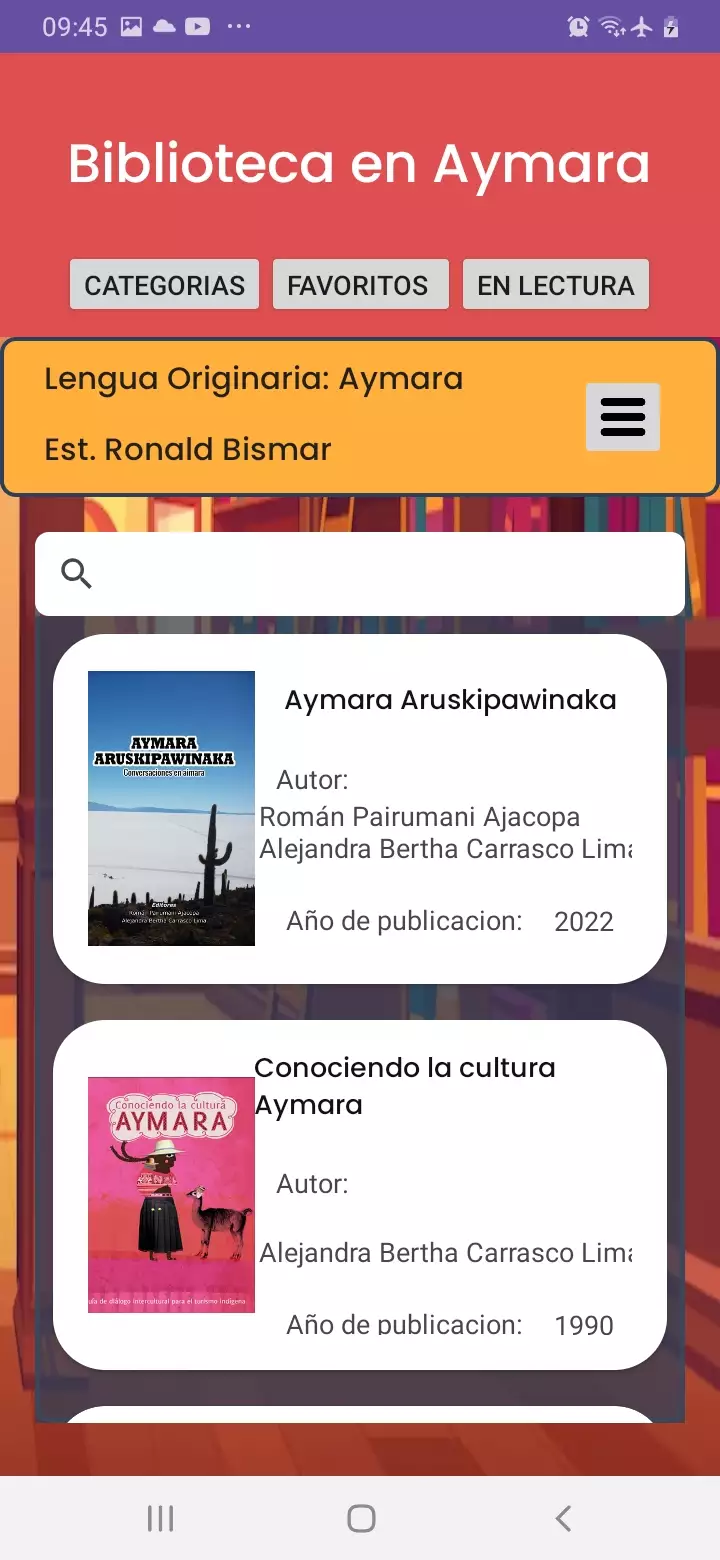 09:45
Biblioteca en Aymara
CATEGORIAS FAVORITOS EN LECTURA
Lengua Originaria: Aymara
Est. Ronald Bismar
AYMARA
ARUSKIPAWINAKA
Conversaciones en aimara
Editores
Román Pairumani Ajacopa
Alejandra Bertha Carrasco Lima
Aymara Aruskipawinaka
Autor:
Román Pairumani Ajacopa
Alejandra Bertha Carrasco Lima
Año de publicacion: 2022
Conociendo la cultura
AYMARA
uía de diálogo intercultural para el turismo indígena
Conociendo la cultura
Aymara
Autor:
Alejandra Bertha Carrasco Lima
Año de publicacion: 1990